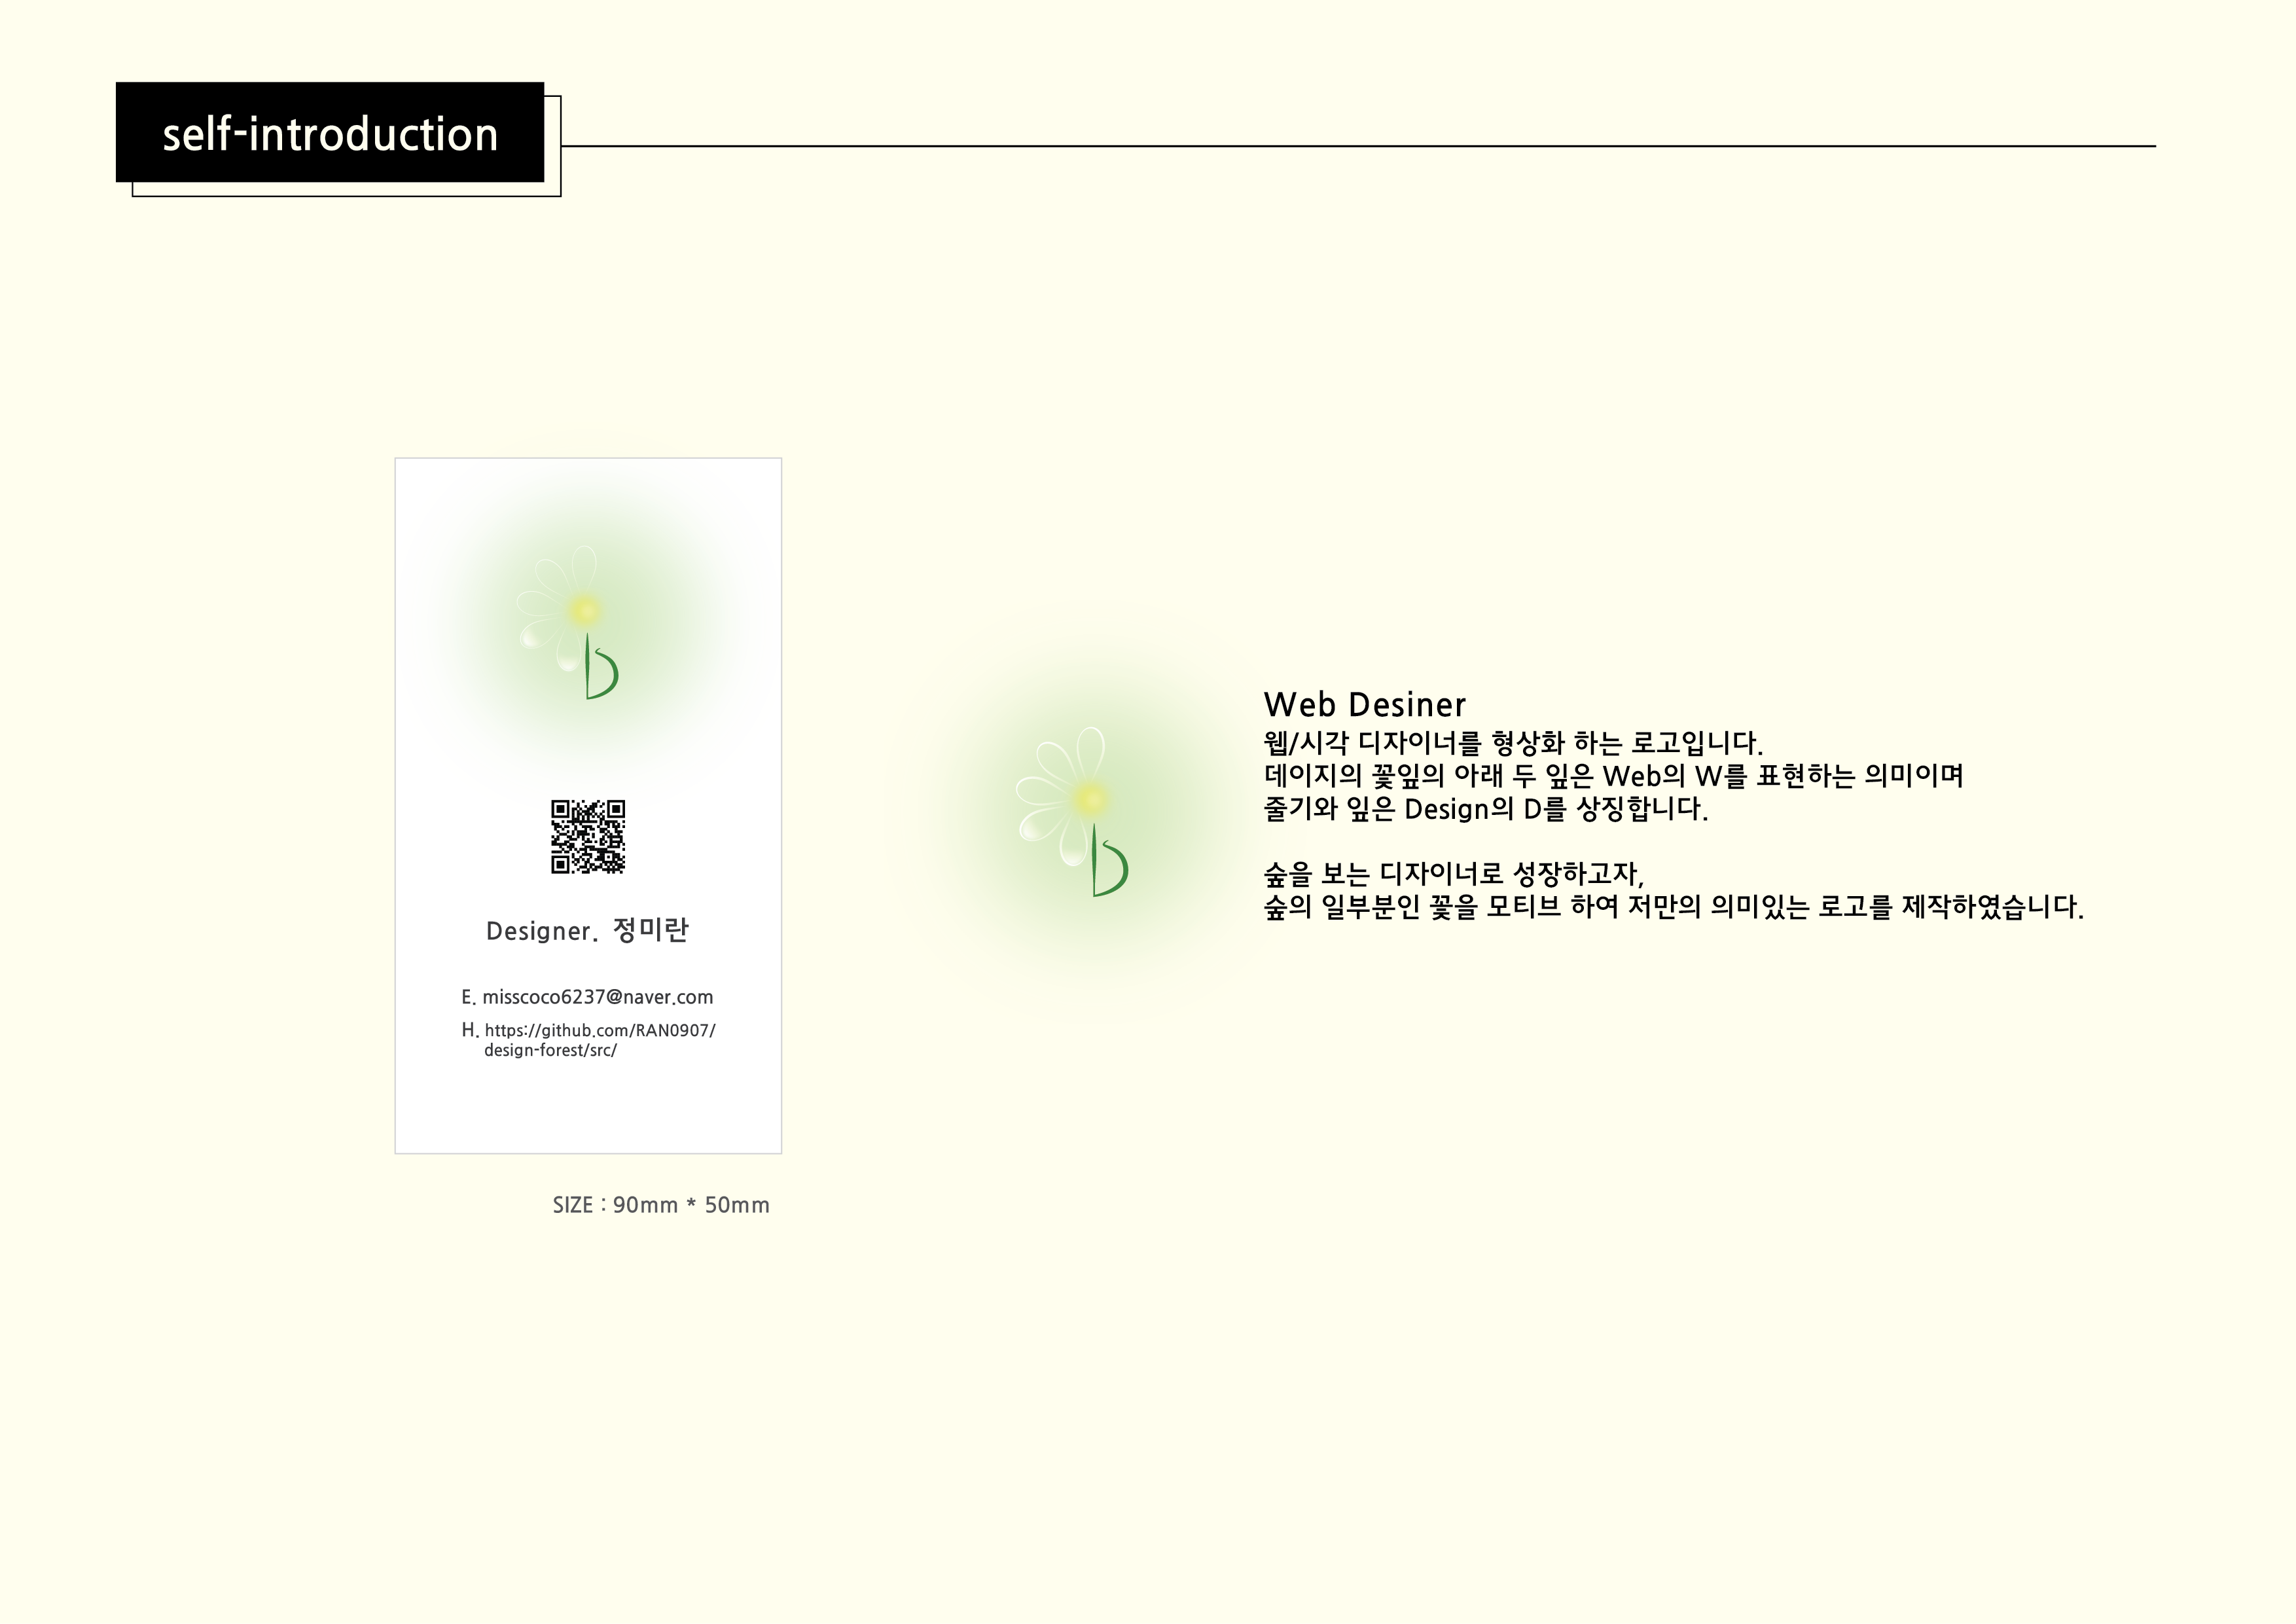 self-introduction
Designer. 정미란
E. misscoco6237@naver.com
H. https://github.com/RAN0907/
design-forest/src/
SIZE : 90mm * 50mm
Web Desiner
웹/시각 디자이너를 형상화 하는 로고입니다.
데이지의 꽃잎의 아래 두 잎은 Web의 W를 표현하는 의미이며
줄기와 잎은 Design의 D를 상징합니다.
숲을 보는 디자이너로 성장하고자,
숲의 일부분인 꽃을 모티브 하여 저만의 의미있는 로고를 제작하였습니다.